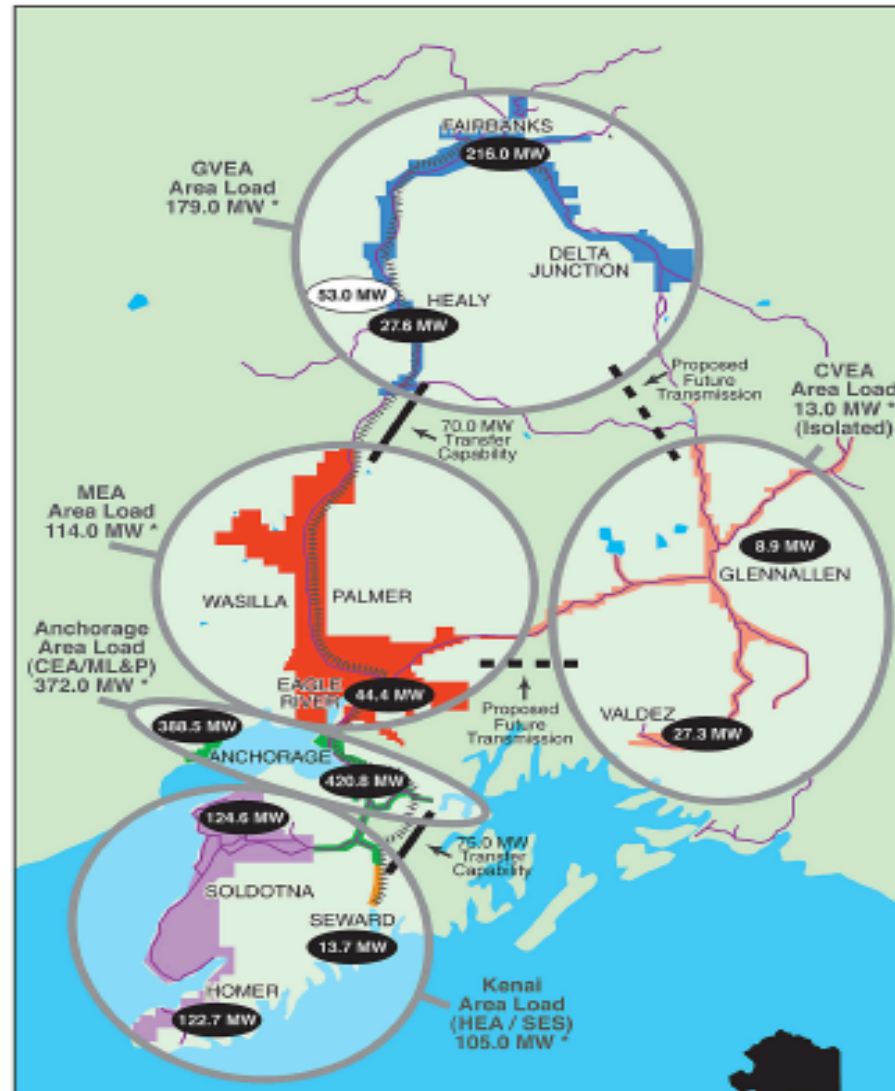 FAIRBANKS
216.0 MW
GVEA
Area Load
179.0 MW *
DELTA
JUNCTION
53.0 MW
HEALY
27.6 MW
Proposed
Future
Transmission
CVEA
Area Load
13.0 MW *
(Isolated)
70.0 MW
Transfer
Capability
MEA
Area Load
114.0 MW *
8.9 MW
GLENNALLEN
WASILLA
PALMER
Anchorage
Area Load
(CEA/ML&P)
372.0 MW *
EAGLE
RIVER
44.4 MW
Proposed
Future
Transmission
VALDEZ
27.3 MW
388.5 MW
ANCHORAGE
420.8 MW
124.6 MW
75.0 MW
Transfer
Capability
SOLDOTNA
SEWARD
13.7 MW
HOMER
122.7 MW
Kenai
Area Load
(HEA / SES)
105.0 MW *